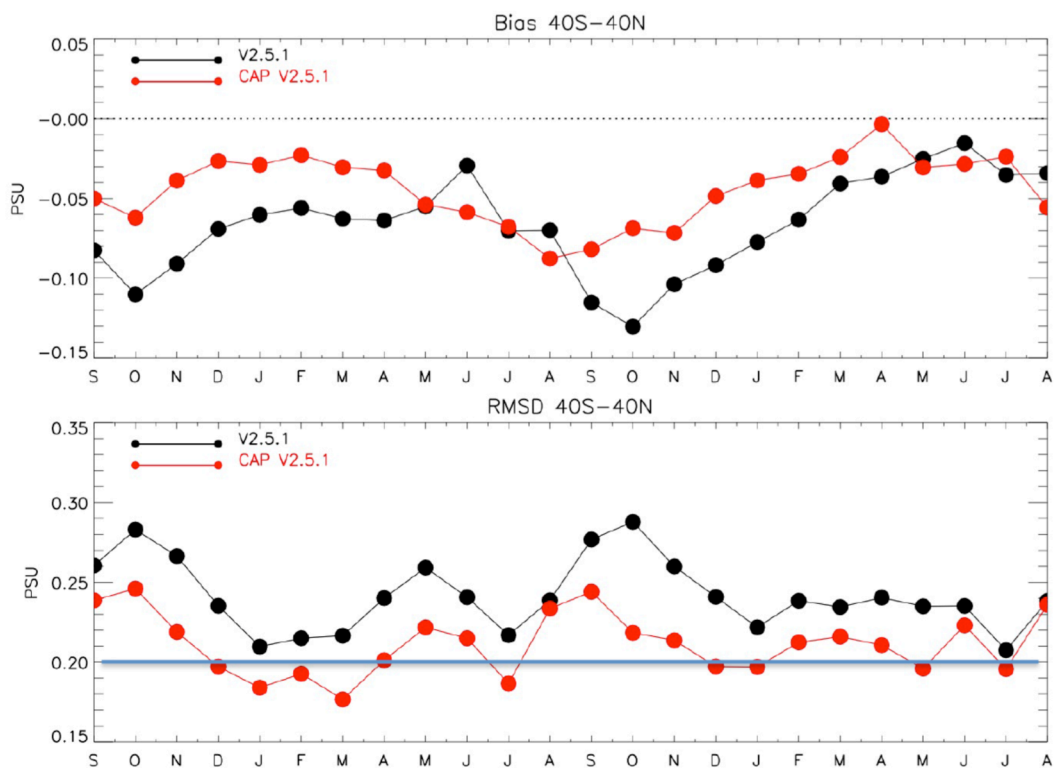 Bias 40S-40N
0.05
V2.5.1
CAP V2.5.1
-0.00
PSU
-0.05
-0.10
-0.15
S O N D J F M A M J J A S O N D J F M A M J J A
RMSD 40S-40N
0.35
V2.5.1
CAP V2.5.1
0.30
PSU
0.25
0.20
0.15
S O N D J F M A M J J A S O N D J F M A M J J A